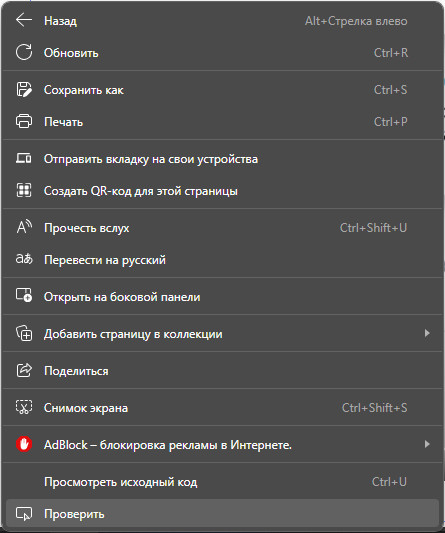 Назад Alt+Стрелка влево
Обновить Ctrl+R
Сохранить как Ctrl+S
Печать Ctrl+P
Отправить вкладку на свои устройства
Создать QR-код для этой страницы
Прочесть вслух Ctrl+Shift+U
Перевести на русский
Открыть на боковой панели
Добавить страницу в коллекции
Поделиться
Снимок экрана Ctrl+Shift+S
AdBlock – блокировка рекламы в Интернете.
Просмотреть исходный код Ctrl+U
Проверить